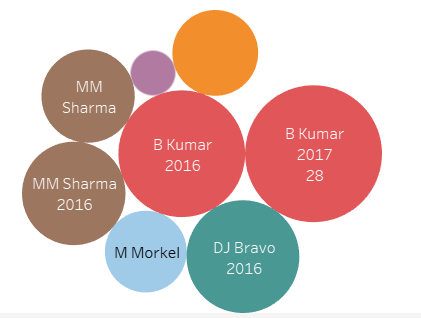 MM
Sharma
B Kumar
2016
B Kumar
2017
28
MM Sharma
2016
M Morkel
DJ Bravo
2016